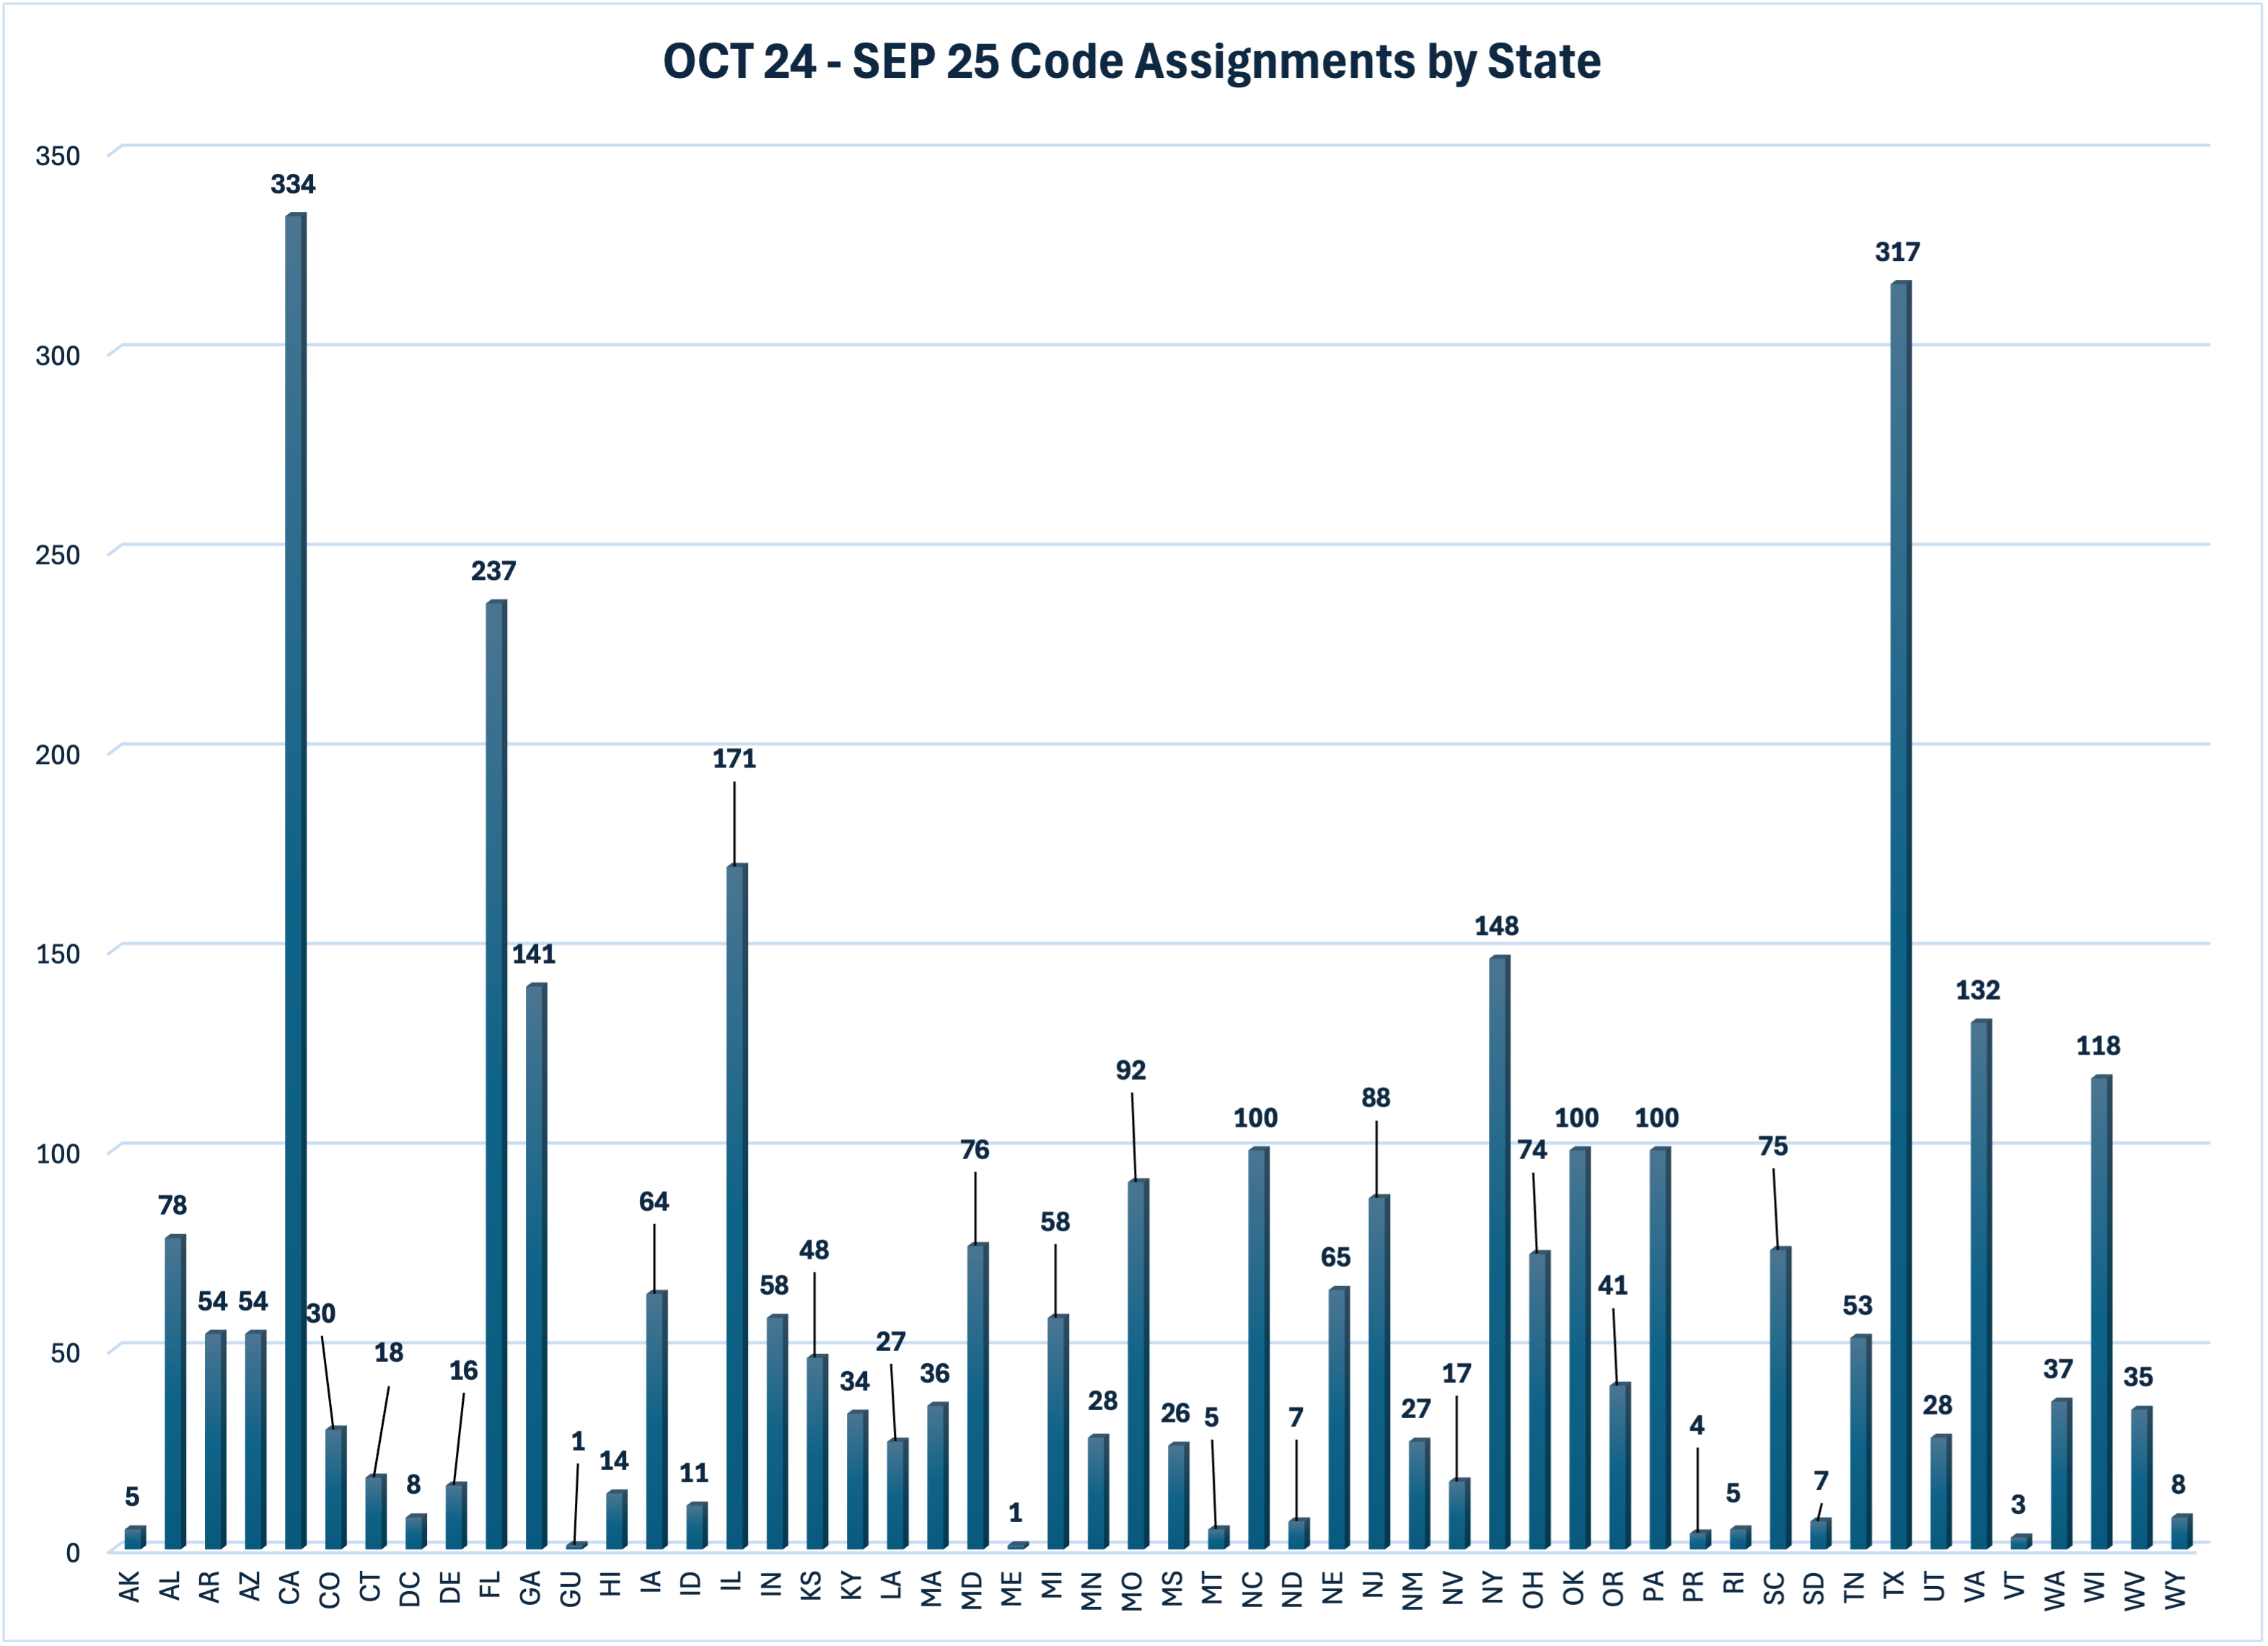 OCT 24 - SEP 25 Code Assignments by State
350
300
250
200
150
100
50
0
5
78
54
54
334
30
18
8
16
237
141
1
14
64
11
171
58
48
34
27
36
76
1
58
28
92
26
5
100
7
65
88
27
17
148
74
100
41
100
4
5
75
7
53
317
28
132
3
37
118
35
8
AK
AL
AR
AZ
CA
CO
CT
DC
DE
FL
GA
GU
HI
IA
ID
IL
IN
KS
KY
LA
MA
MD
ME
MI
MN
MO
MS
MT
NC
ND
NE
NJ
NM
NV
NY
OH
OK
OR
PA
PR
RI
SC
SD
TN
TX
UT
VA
VT
WA
WI
WV
WY